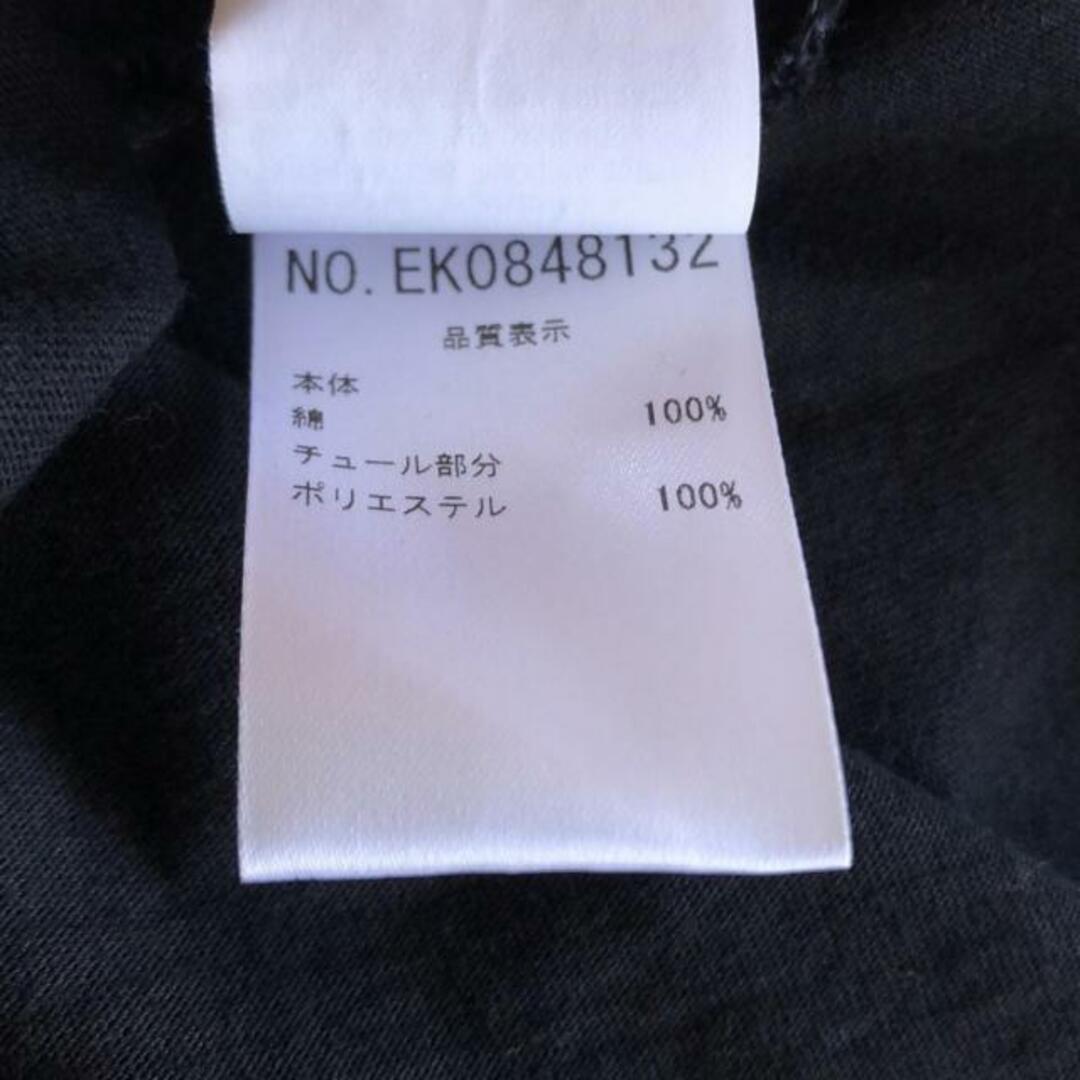 NO. EK0848132
品質表示
本体
綿 100%
チュール部分
ポリエステル 100%